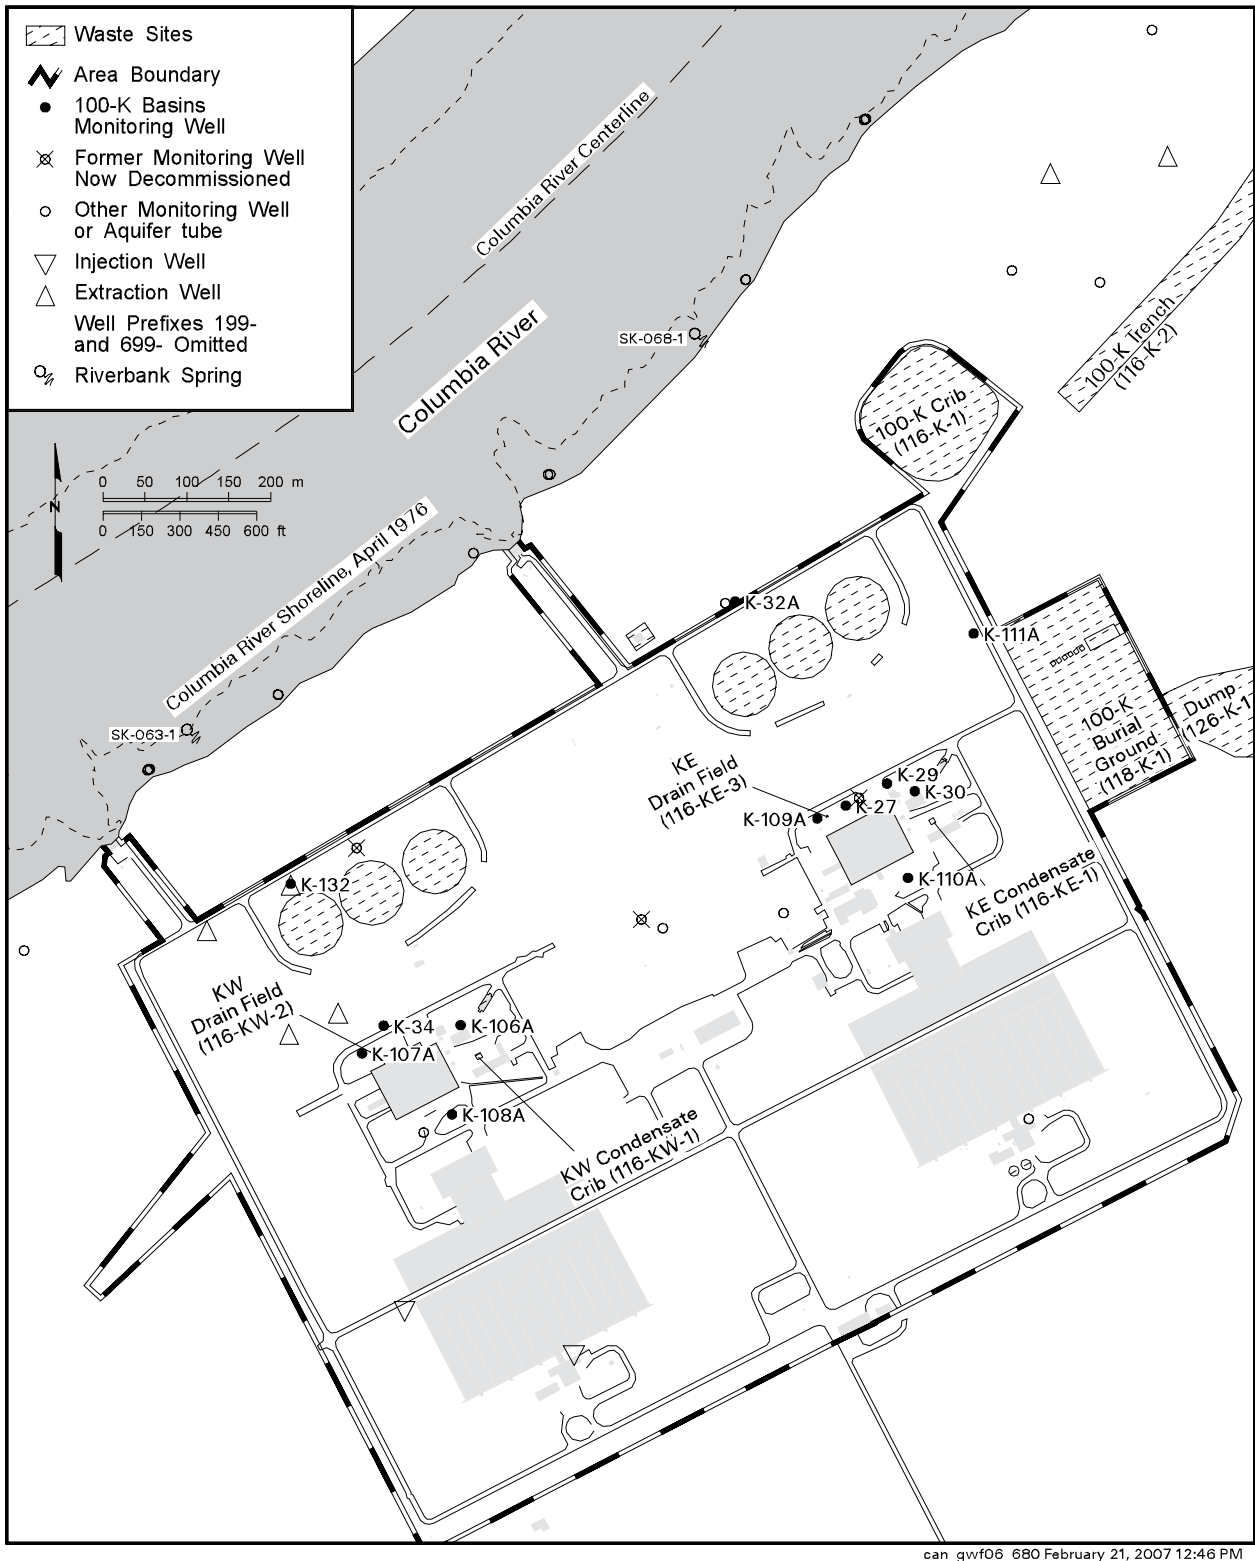 Waste Sites
Area Boundary
100-K Basins
Monitoring Well
Former Monitoring Well
Now Decommissioned
Other Monitoring Well
or Aquifer tube
Injection Well
Extraction Well
Well Prefixes 199-
and 699- Omitted
Riverbank Spring
Columbia River Centerline
Columbia River
SK-068-1
100-K Trench
(116-K-2)
100-K Crib
(116-K-1)
0 50 100 150 200 m
N
0 150 300 450 600 ft
Columbia River Shoreline, April 1976
SK-063-1
K-32A
K-111A
100-K
Burial
Ground
(118-K-1)
Dump
(126-K-1
KE
Drain Field
(116-KE-3)
K-29
K-30
K-27
K-109A
K-110A
KE Condensate
Crib (116-KE-1)
K-132
KW
Drain Field
(116-KW-2)
K-34
K-106A
K-107A
K-108A
KW Condensate
Crib (116-KW-1)
can_gwf06_680 February 21, 2007 12:46 PM